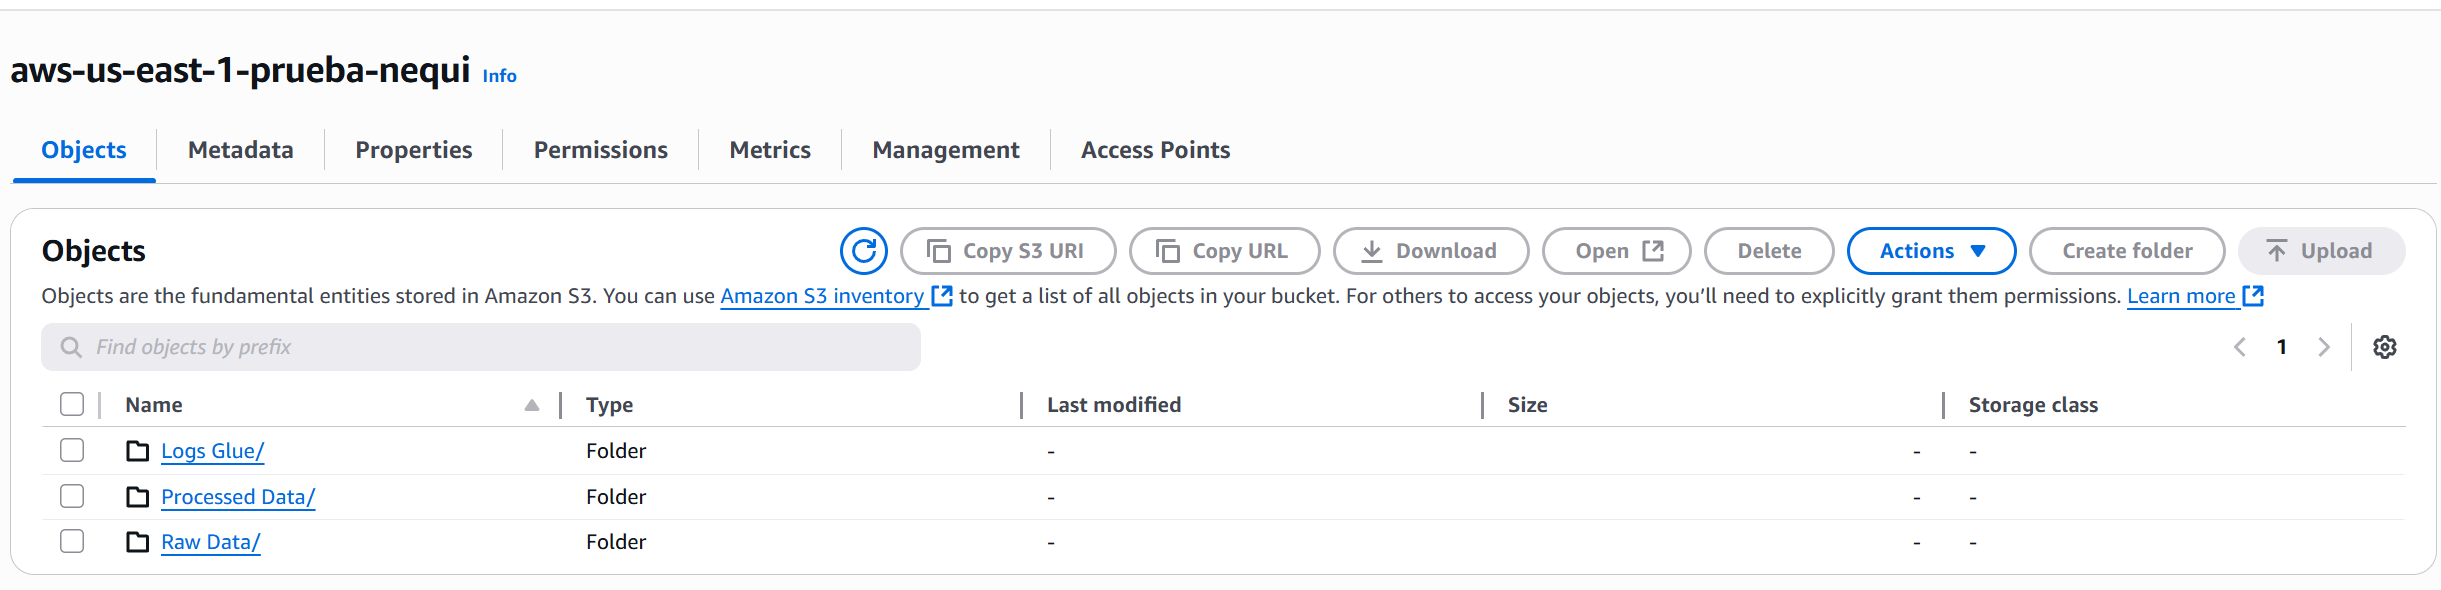 aws-us-east-1-prueba-nequi Info
Objects Metadata Properties Permissions Metrics Management Access Points
Objects Copy S3 URI Copy URL Download Open Delete Actions Create folder Upload
Objects are the fundamental entities stored in Amazon S3. You can use Amazon S3 inventory to get a list of all objects in your bucket. For others to access your objects, you’ll need to explicitly grant them permissions. Learn more
Find objects by prefix 1
Name Type Last modified Size Storage class
Logs Glue/ Folder - - -
Processed Data/ Folder - - -
Raw Data/ Folder - - -